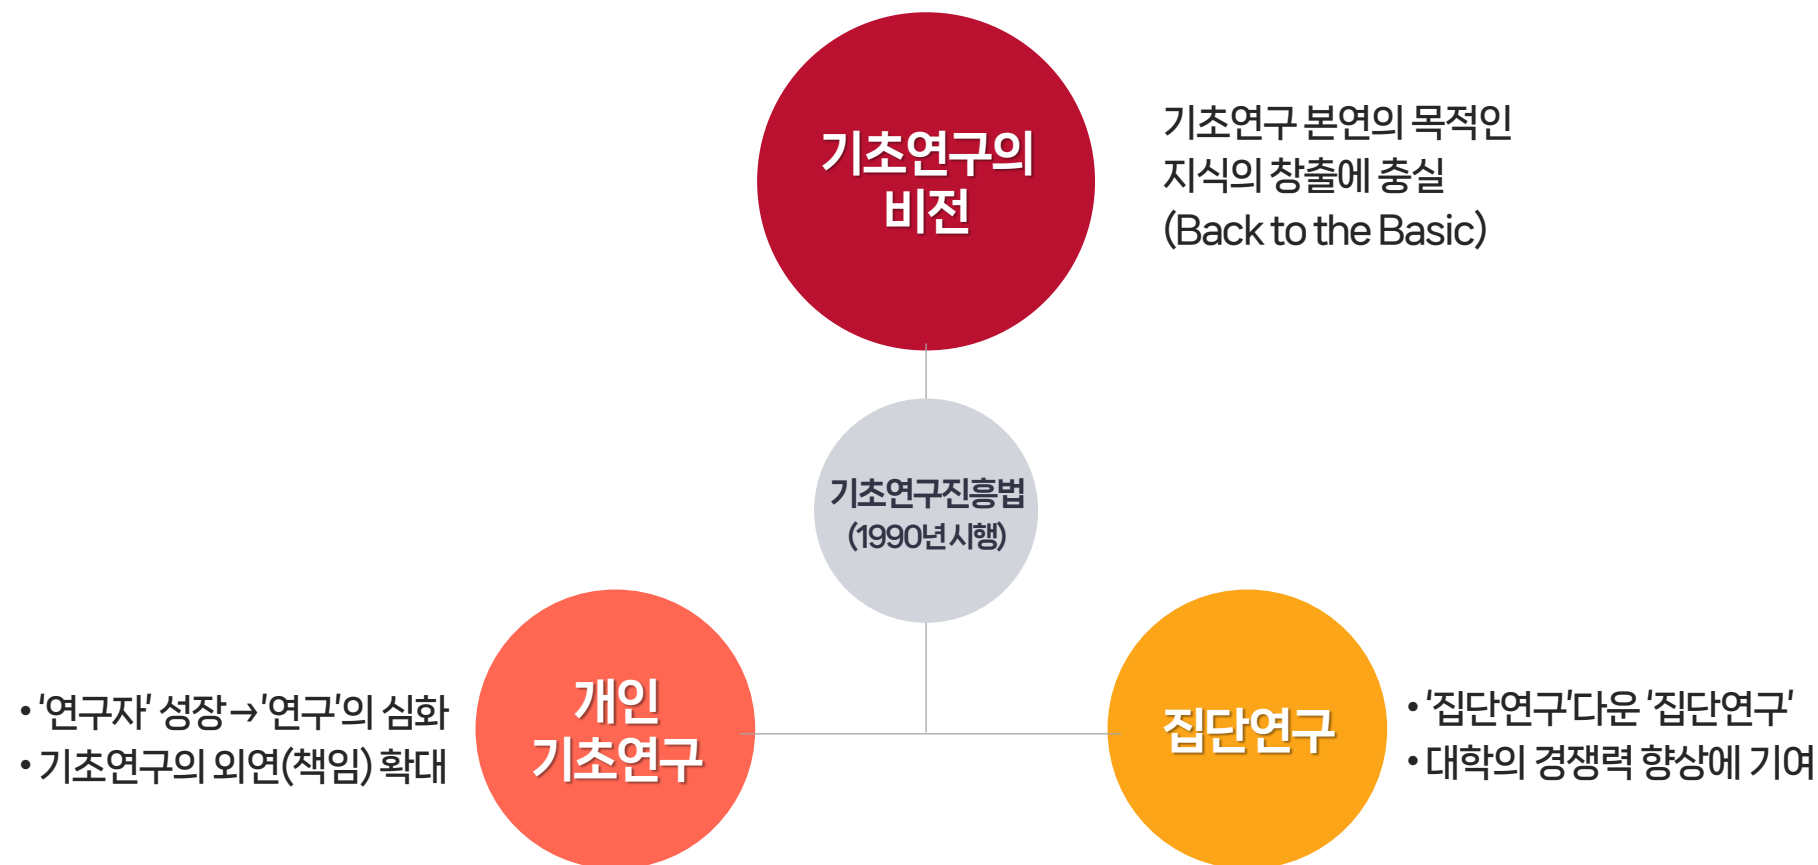 기초연구의
비전
기초연구 본연의 목적인
지식의 창출에 충실
(Back to the Basic)
기초연구진흥법
(1990년 시행)
• '연구자' 성장→'연구'의 심화
• 기초연구의 외연(책임) 확대
개인
기초연구
집단연구
• '집단연구'다운 '집단연구'
• 대학의 경쟁력 향상에 기여